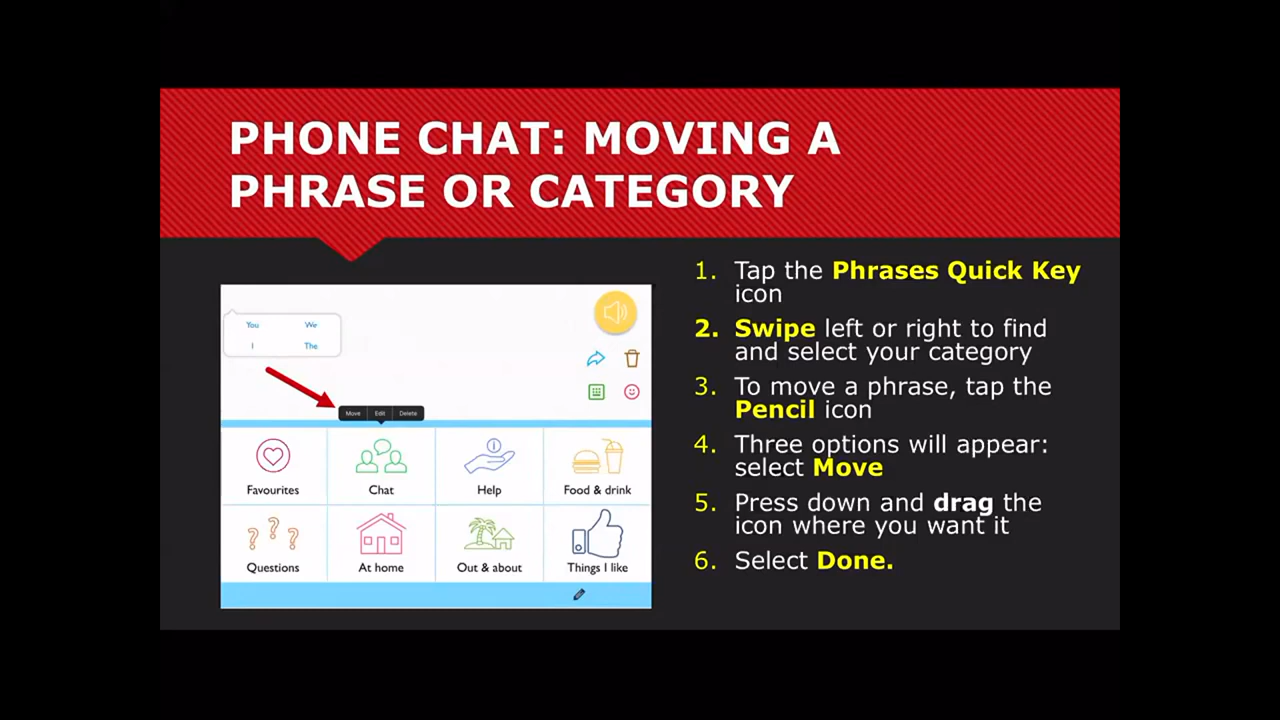 PHONE CHAT: MOVING A
PHRASE OR CATEGORY
You We
I The
Move Edit Delete
Favourites Chat Help Food & drink
Questions At home Out & about Things I like
1. Tap the Phrases Quick Key
icon
2. Swipe left or right to find
and select your category
3. To move a phrase, tap the
Pencil icon
4. Three options will appear:
select Move
5. Press down and drag the
icon where you want it
6. Select Done.